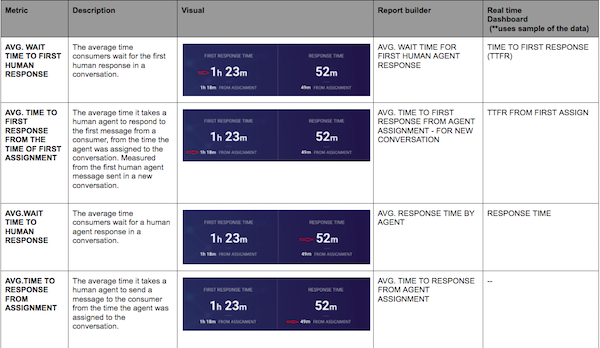 Metric
Description
Visual
Report builder
Real time
Dashboard
(**uses sample of the data)
AVG. WAIT
TIME TO FIRST
HUMAN
RESPONSE
The average time
consumers wait for the first
human response in a
conversation.
FIRST RESPONSE TIME
RESPONSE TIME
1h 23m
52m
1h 18m FROM ASSIGNMENT
49m FROM ASSIGNMENT
AVG. WAIT TIME FOR
FIRST HUMAN AGENT
RESPONSE
TIME TO FIRST RESPONSE
(TTFR)
AVG. TIME TO
FIRST
RESPONSE
FROM THE
TIME OF FIRST
ASSIGNMENT
The average time it takes a
human agent to respond to
the first message from a
consumer, from the time the
agent was assigned to the
conversation. Measured
from the first human agent
message sent in a new
conversation.
FIRST RESPONSE TIME
RESPONSE TIME
1h 23m
52m
1h 18m FROM ASSIGNMENT
49m FROM ASSIGNMENT
AVG. TIME TO FIRST
RESPONSE FROM AGENT
ASSIGNMENT - FOR NEW
CONVERSATION
TTFR FROM FIRST ASSIGN
AVG.WAIT
TIME TO
HUMAN
RESPONSE
The average time
consumers wait for a human
agent response in a
conversation.
FIRST RESPONSE TIME
RESPONSE TIME
1h 23m
52m
1h 18m FROM ASSIGNMENT
49m FROM ASSIGNMENT
AVG. RESPONSE TIME BY
AGENT
RESPONSE TIME
AVG.TIME TO
RESPONSE
FROM
ASSIGNMENT
The average time it takes a
human agent to send a
message to the consumer
from the time the agent was
assigned to the
conversation.
FIRST RESPONSE TIME
RESPONSE TIME
1h 23m
52m
1h 18m FROM ASSIGNMENT
49m FROM ASSIGNMENT
AVG. TIME TO RESPONSE
FROM AGENT
ASSIGNMENT
--